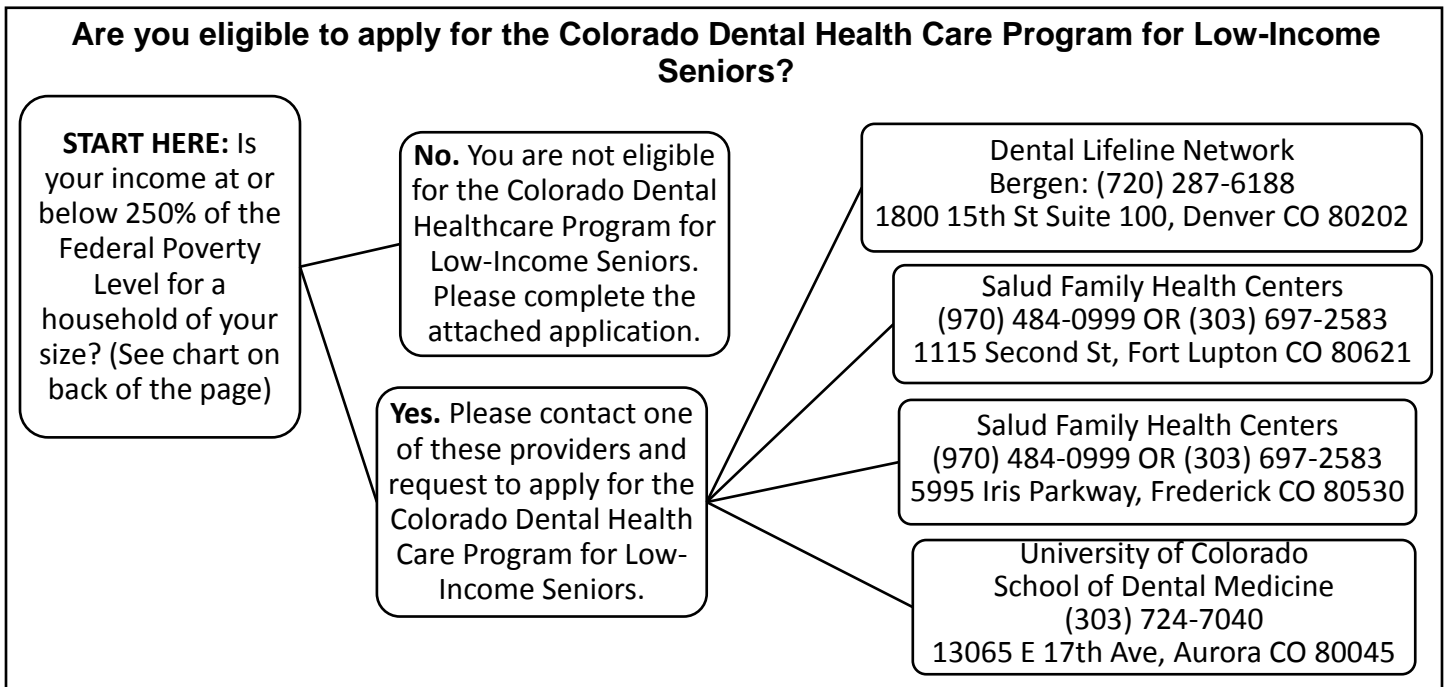 Are you eligible to apply for the Colorado Dental Health Care Program for Low-Income
Seniors?
START HERE: Is
your income at or
below 250% of the
Federal Poverty
Level for a
household of your
size? (See chart on
back of the page)
No. You are not eligible
for the Colorado Dental
Healthcare Program for
Low-Income Seniors.
Please complete the
attached application.
Yes. Please contact one
of these providers and
request to apply for the
Colorado Dental Health
Care Program for Low-
Income Seniors.
Dental Lifeline Network
Bergen: (720) 287-6188
1800 15th St Suite 100, Denver CO 80202
Salud Family Health Centers
(970) 484-0999 OR (303) 697-2583
1115 Second St, Fort Lupton CO 80621
Salud Family Health Centers
(970) 484-0999 OR (303) 697-2583
5995 Iris Parkway, Frederick CO 80530
University of Colorado
School of Dental Medicine
(303) 724-7040
13065 E 17th Ave, Aurora CO 80045